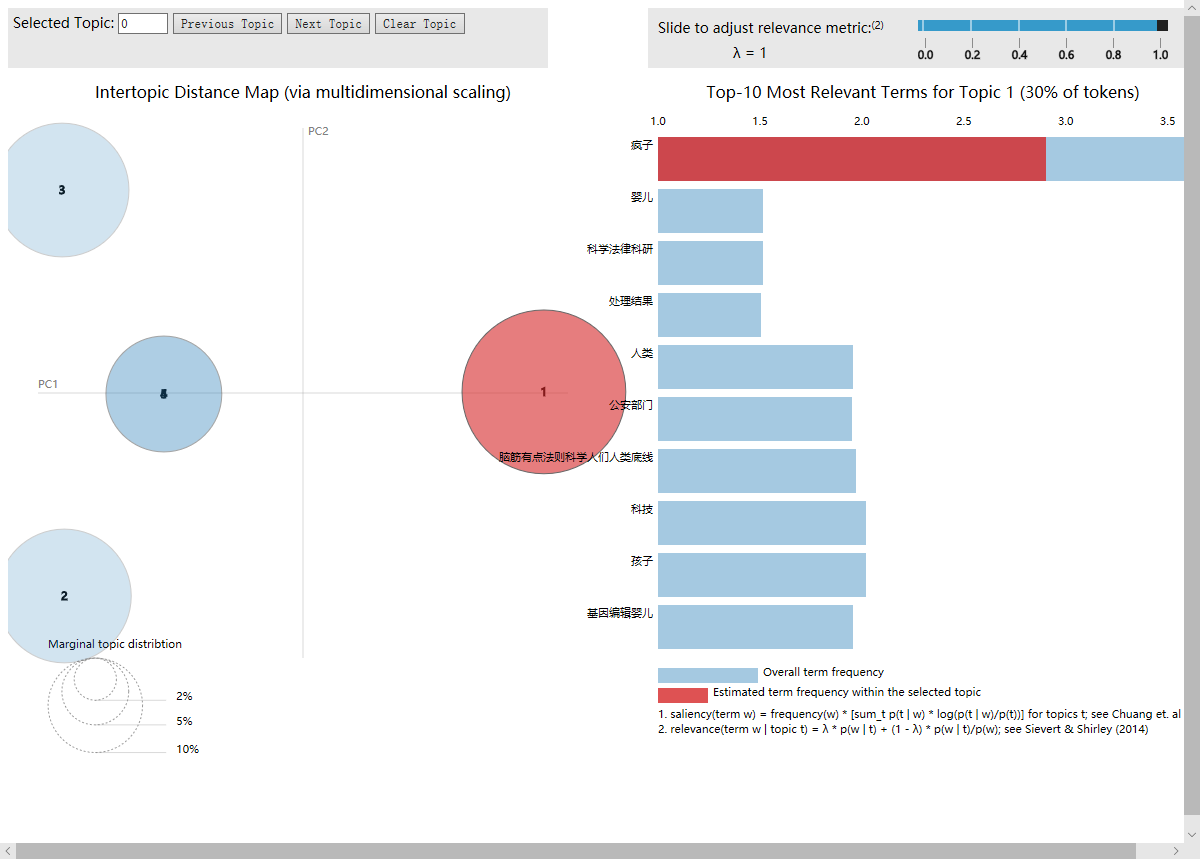 Selected Topic: 0 Previous Topic Next Topic Clear Topic
Slide to adjust relevance metric:(2)
λ = 1
0.0 0.2 0.4 0.6 0.8 1.0
Intertopic Distance Map (via multidimensional scaling)
PC2
PC1
3
1
2
Marginal topic distribtion
2%
5%
10%
Top-10 Most Relevant Terms for Topic 1 (30% of tokens)
1.0 1.5 2.0 2.5 3.0 3.5
疯子
婴儿
科学法律科研
处理结果
人类
公安部门
脑筋有点法则科学人们人类底线
科技
孩子
基因编辑婴儿
Overall term frequency
Estimated term frequency within the selected topic
1. saliency(term w) = frequency(w) * [sum_t p(t | w) * log(p(t | w)/p(t))] for topics t; see Chuang et. al
2. relevance(term w | topic t) = λ * p(w | t) + (1 - λ) * p(w | t)/p(w); see Sievert & Shirley (2014)